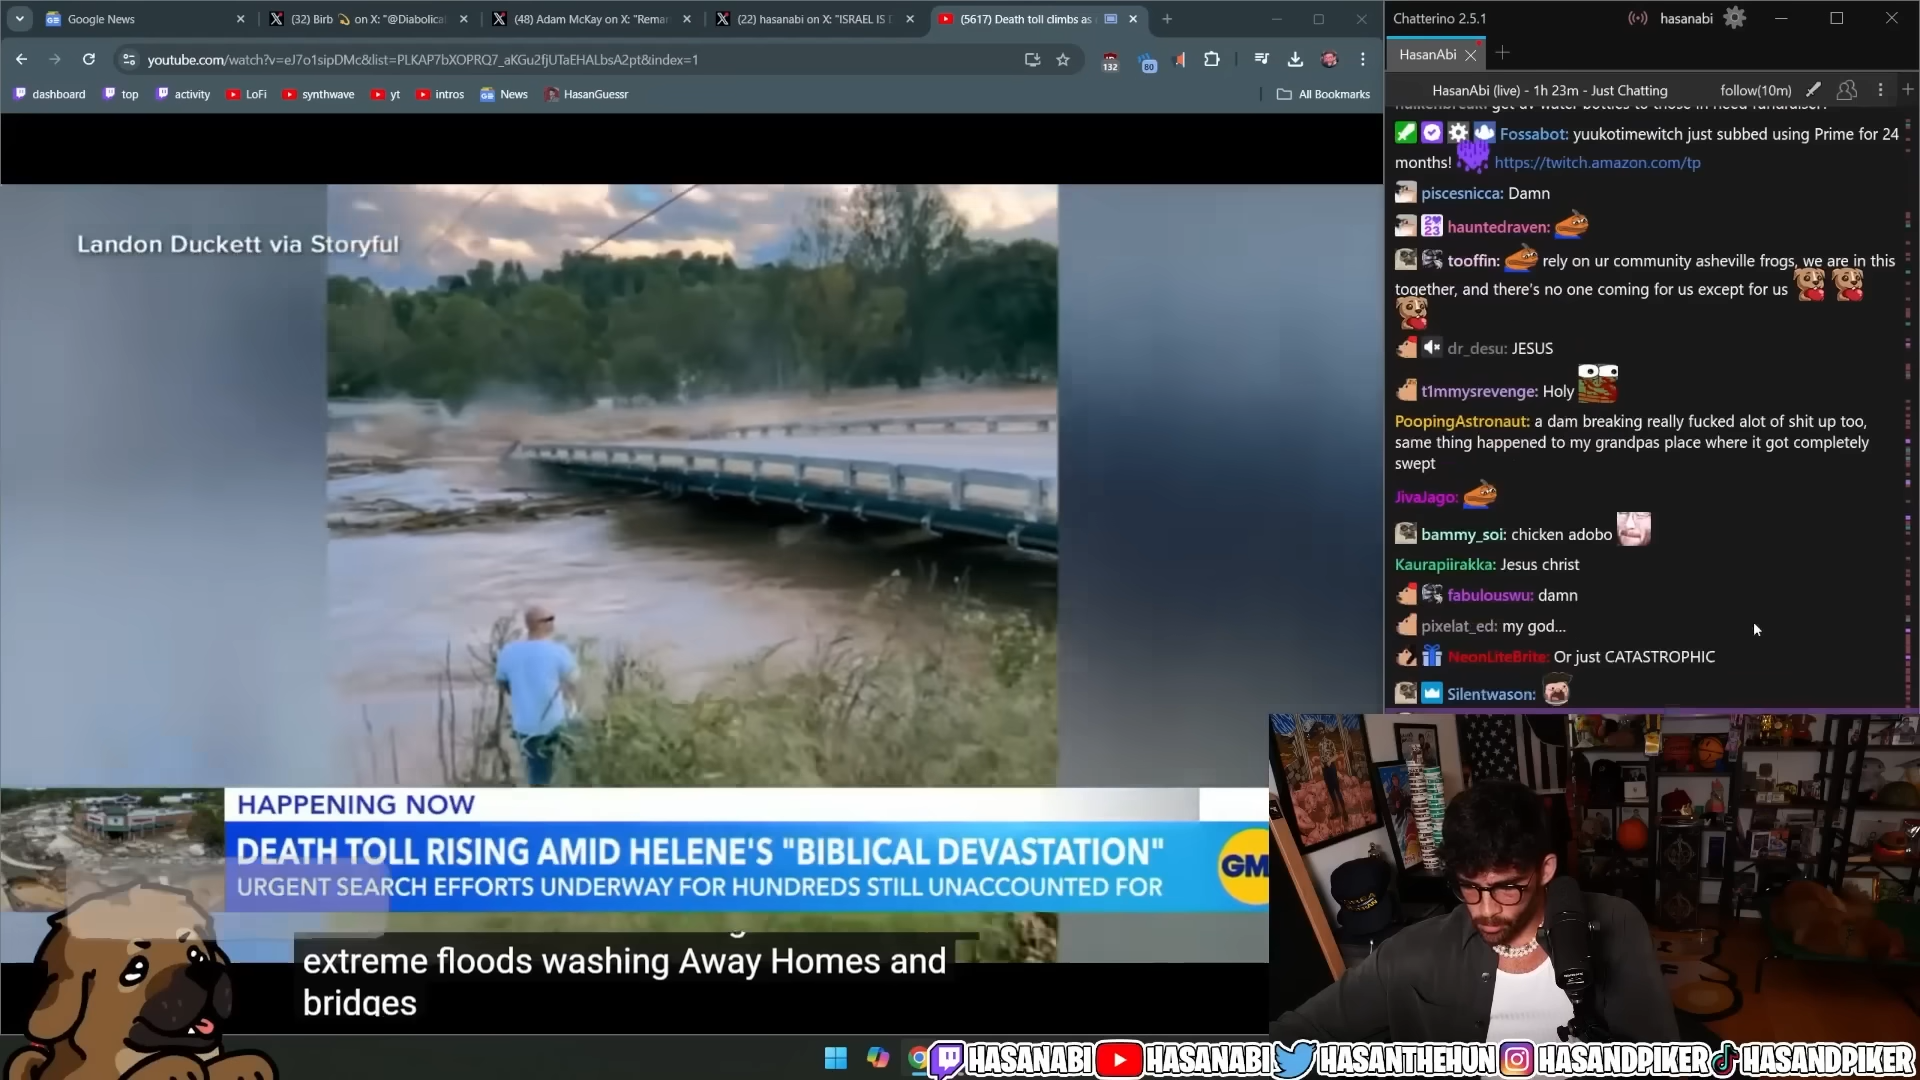 Google News
(32) Birb on X: "@Diabolica
(48) Adam McKay on X: "Remar
(22) hasanabi on X: "ISRAEL IS D
(5617) Death toll climbs as
youtube.com/watch?v=eJ7o1sipDMc&list=PLKAP7bXOPRQ7_aKGu2fjUTaEHALbsA2pt&index=1
132
80
dashboard
top
activity
LoFi
synthwave
yt
intros
News
HasanGuessr
All Bookmarks
Landon Duckett via Storyful
HAPPENING NOW
DEATH TOLL RISING AMID HELENE'S "BIBLICAL DEVASTATION"
URGENT SEARCH EFFORTS UNDERWAY FOR HUNDREDS STILL UNACCOUNTED FOR
GM
extreme floods washing Away Homes and
bridges
Chatterino 2.5.1
hasanabi
HasanAbi
HasanAbi (live) - 1h 23m - Just Chatting
follow(10m)
Fossabot: yuukotimewitch just subbed using Prime for 24
months! https://twitch.amazon.com/tp
piscesnicca: Damn
hauntedraven:
tooffin: rely on ur community asheville frogs, we are in this
together, and there's no one coming for us except for us
dr_desu: JESUS
t1mmysrevenge: Holy
PoopingAstronaut: a dam breaking really fucked alot of shit up too,
same thing happened to my grandpas place where it got completely
swept
JivaJago:
bammy_soi: chicken adobo
Kaurapiirakka: Jesus christ
fabulouswu: damn
pixelat_ed: my god...
NeonLiteBrite: Or just CATASTROPHIC
Silentwason:
HASANABI
HASANABI
HASANTHEHUN
HASANDPIKER
HASANDPIKER